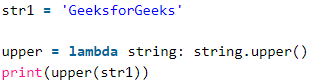 str1 = 'GeeksforGeeks'
upper = lambda string: string.upper()
print(upper(str1))